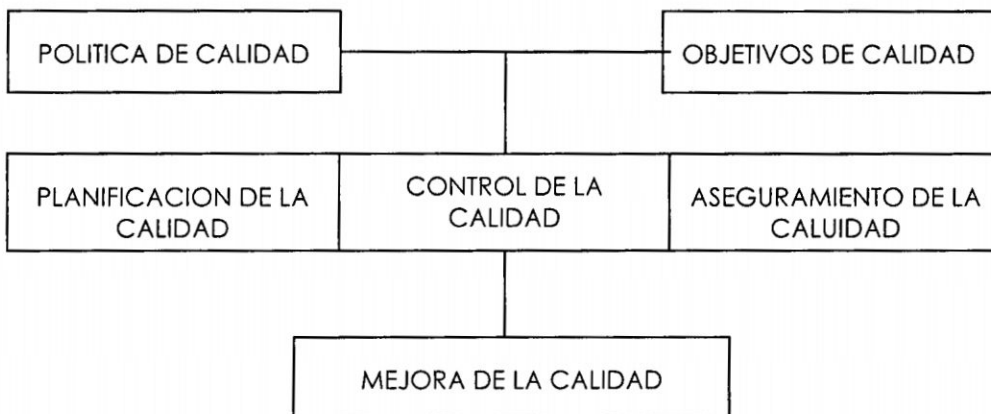 POLITICA DE CALIDAD
OBJETIVOS DE CALIDAD
PLANIFICACION DE LA
CALIDAD
CONTROL DE LA
CALIDAD
ASEGURAMIENTO DE LA
CALUIDAD
MEJORA DE LA CALIDAD